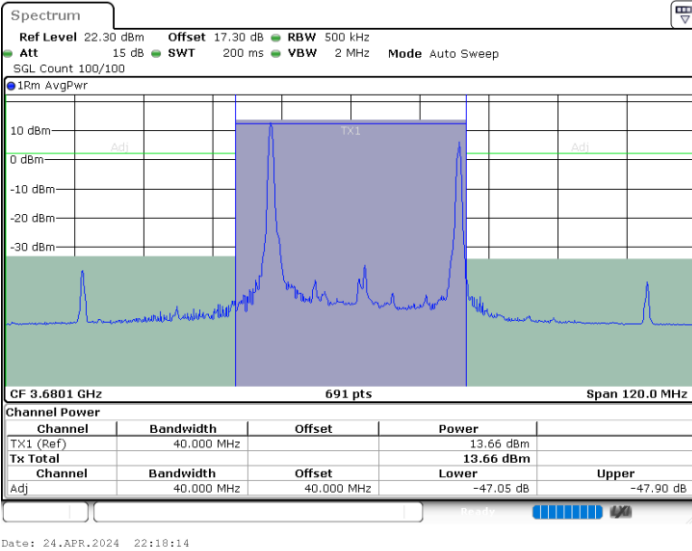 Spectrum
Ref Level 22.30 dBm Offset 17.30 dB RBW 500 kHz
Att 15 dB SWT 200 ms VBW 2 MHz Mode Auto Sweep
SGL Count 100/100
1Rm AvgPwr
10 dBm
TX1
Adj Adj
0 dBm
-10 dBm
-20 dBm
-30 dBm
CF 3.6801 GHz 691 pts Span 120.0 MHz
Channel Power
Channel Bandwidth Offset Power
TX1 (Ref) 40.000 MHz 13.66 dBm
Tx Total 13.66 dBm
Channel Bandwidth Offset Lower Upper
Adj 40.000 MHz 40.000 MHz -47.05 dB -47.90 dB
Ready
Date: 24.APR.2024 22:18:14